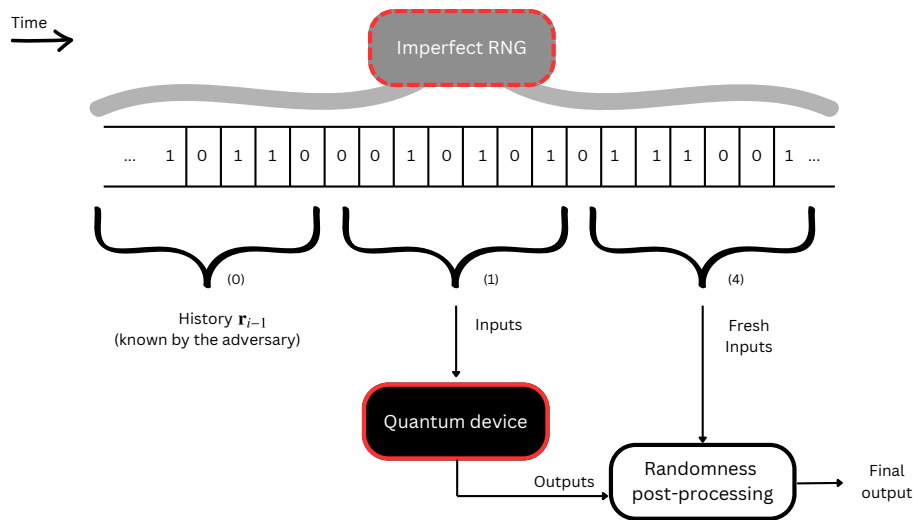 Time
Imperfect RNG
... 1 0 1 1 0 0 0 1 0 1 0 1 0 1 1 1 0 0 1 ...
(0)
(1)
(4)
History r_{i−1}
(known by the adversary)
Inputs
Fresh
Inputs
Quantum device
Outputs
Randomness
post-processing
Final
output